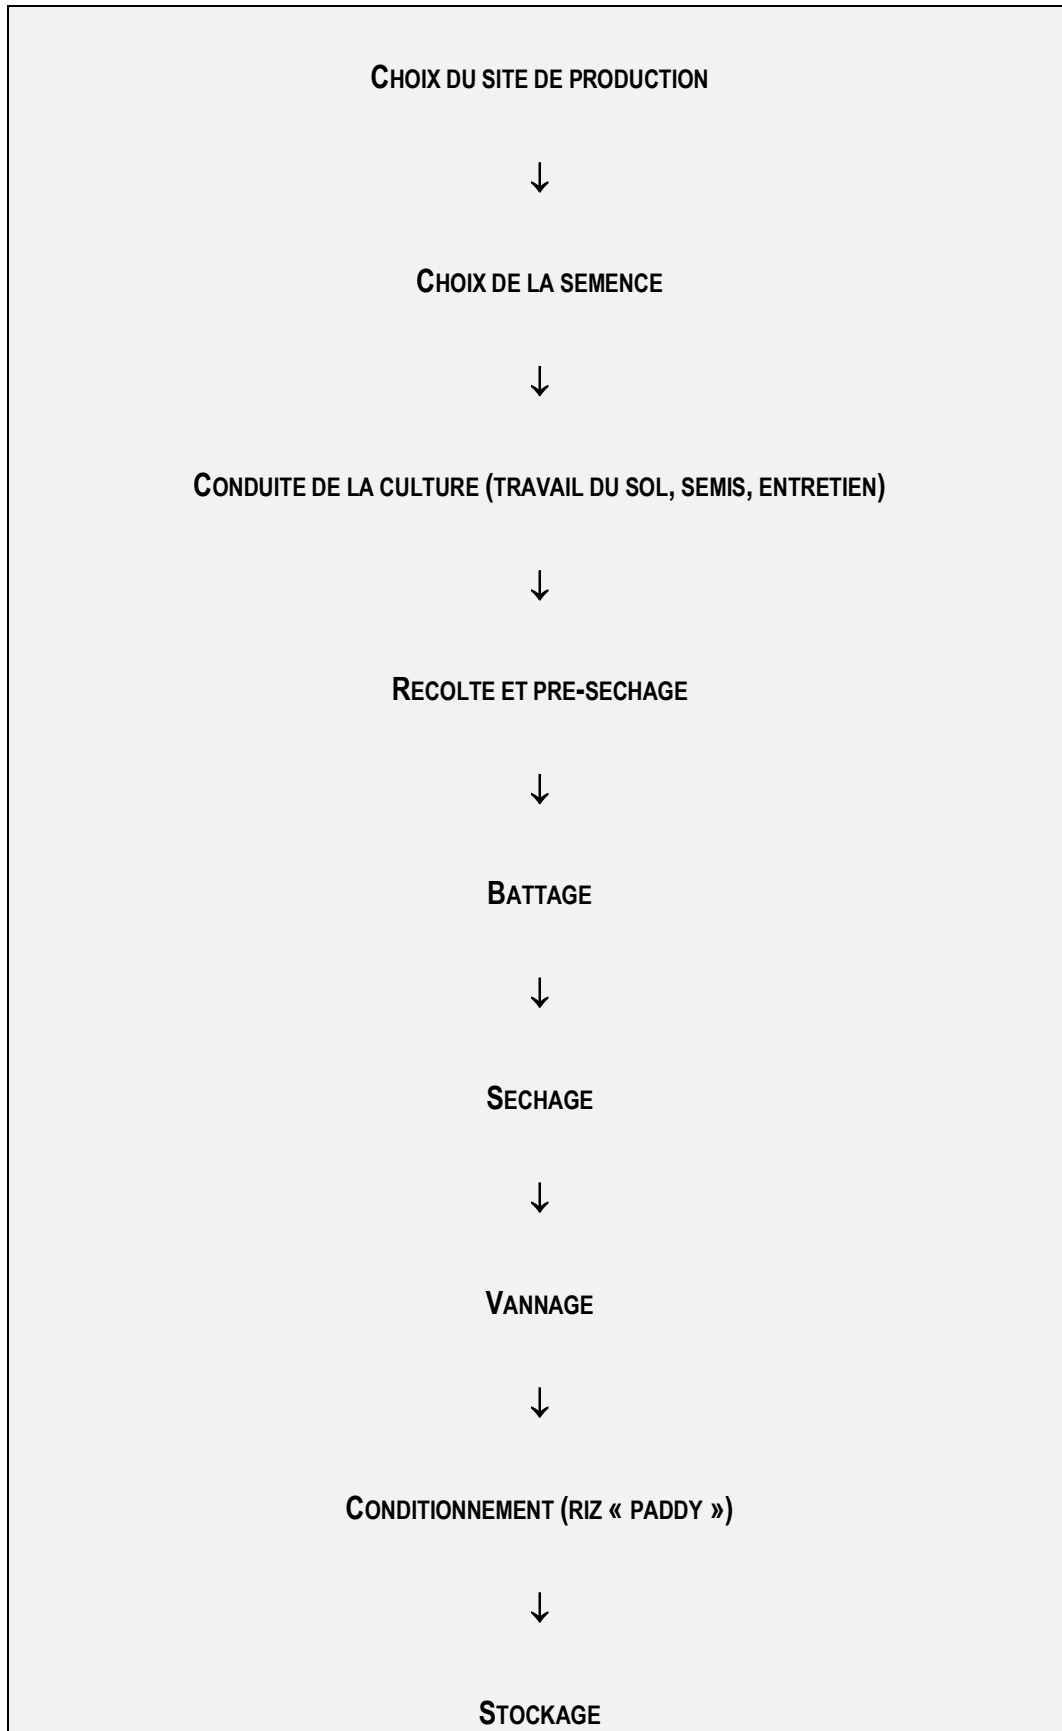 CHOIX DU SITE DE PRODUCTION
↓
CHOIX DE LA SEMENCE
↓
CONDUITE DE LA CULTURE (TRAVAIL DU SOL, SEMIS, ENTRETIEN)
↓
RECOLTE ET PRE-SECHAGE
↓
BATTAGE
↓
SECHAGE
↓
VANNAGE
↓
CONDITIONNEMENT (RIZ « PADDY »)
↓
STOCKAGE